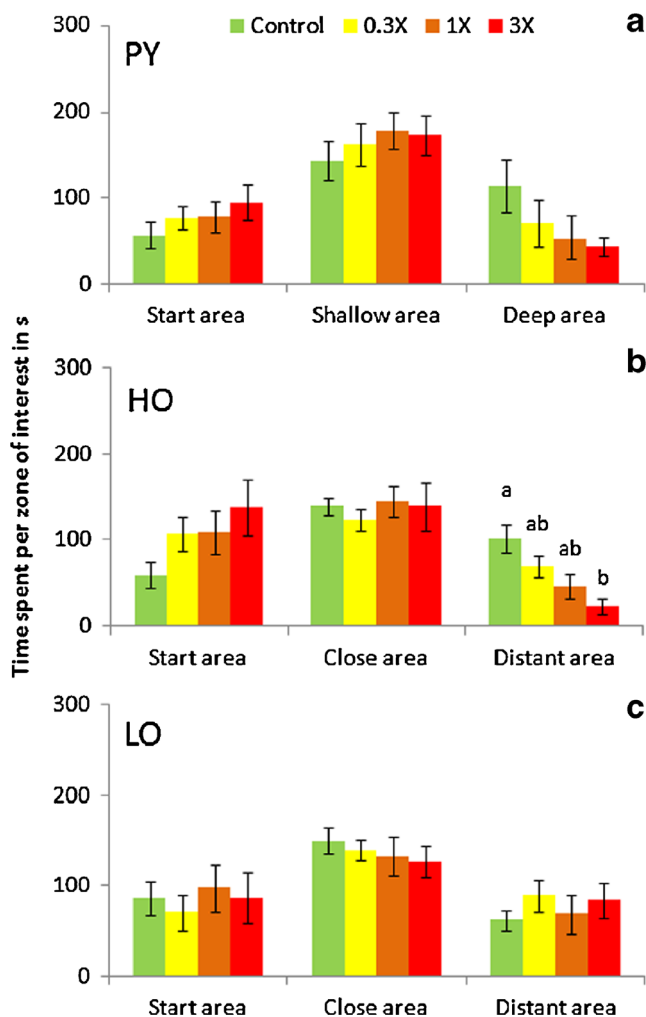 Control 0.3X 1X 3X
a
PY
300
200
100
0
Start area Shallow area Deep area
b
HO
300
200
100
0
a
ab
ab
b
Start area Close area Distant area
c
LO
300
200
100
0
Start area Close area Distant area
Time spent per zone of interest in s